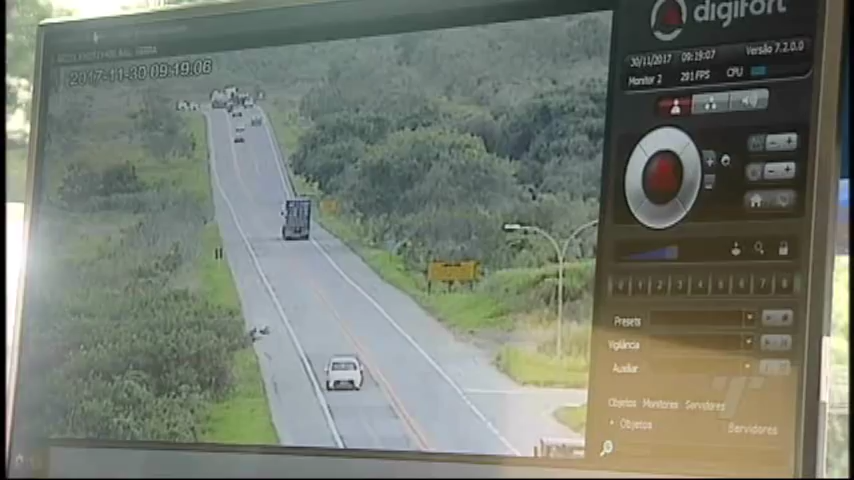 digifort
2017-11-30 09:19:06
30/11/2017 09:19:07 Versão 7.2.0.0
Monitor 2 291 FPS CPU
1 2 3 4 5 6 7 8
Presets
Vigilância
Auxiliar
Objetos Monitores Servidores
Objetos
Servidores